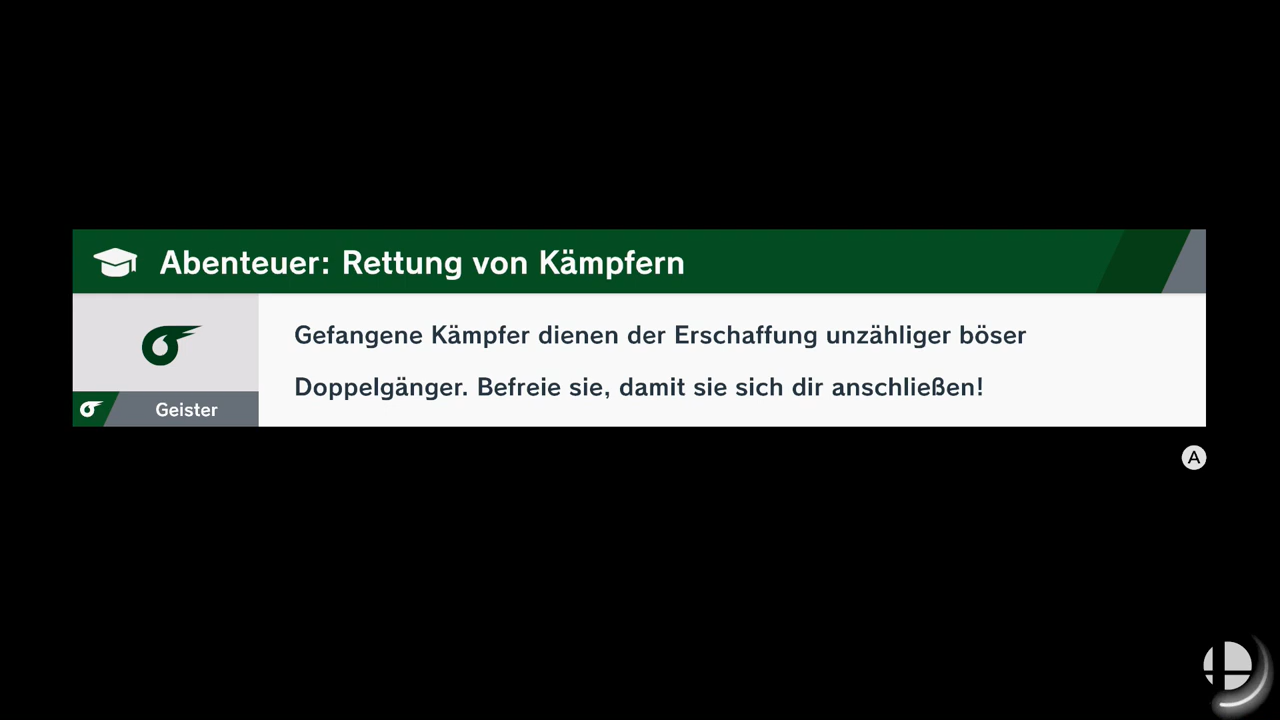 Abenteuer: Rettung von Kämpfern
Gefangene Kämpfer dienen der Erschaffung unzähliger böser
Doppelgänger. Befreie sie, damit sie sich dir anschließen!
Geister
A